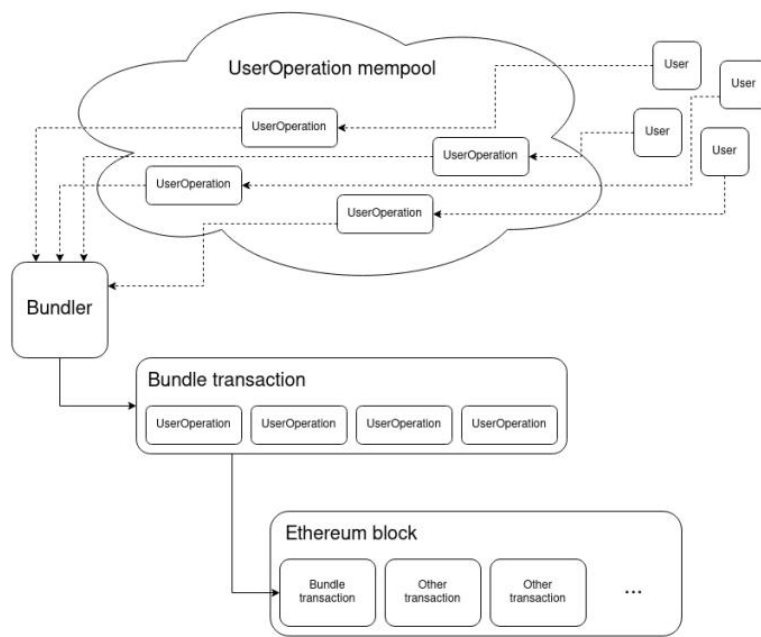 UserOperation mempool
User
User
UserOperation
User
UserOperation
User
UserOperation
UserOperation
Bundler
Bundle transaction
UserOperation
UserOperation
UserOperation
UserOperation
Ethereum block
Bundle
transaction
Other
transaction
Other
transaction
...